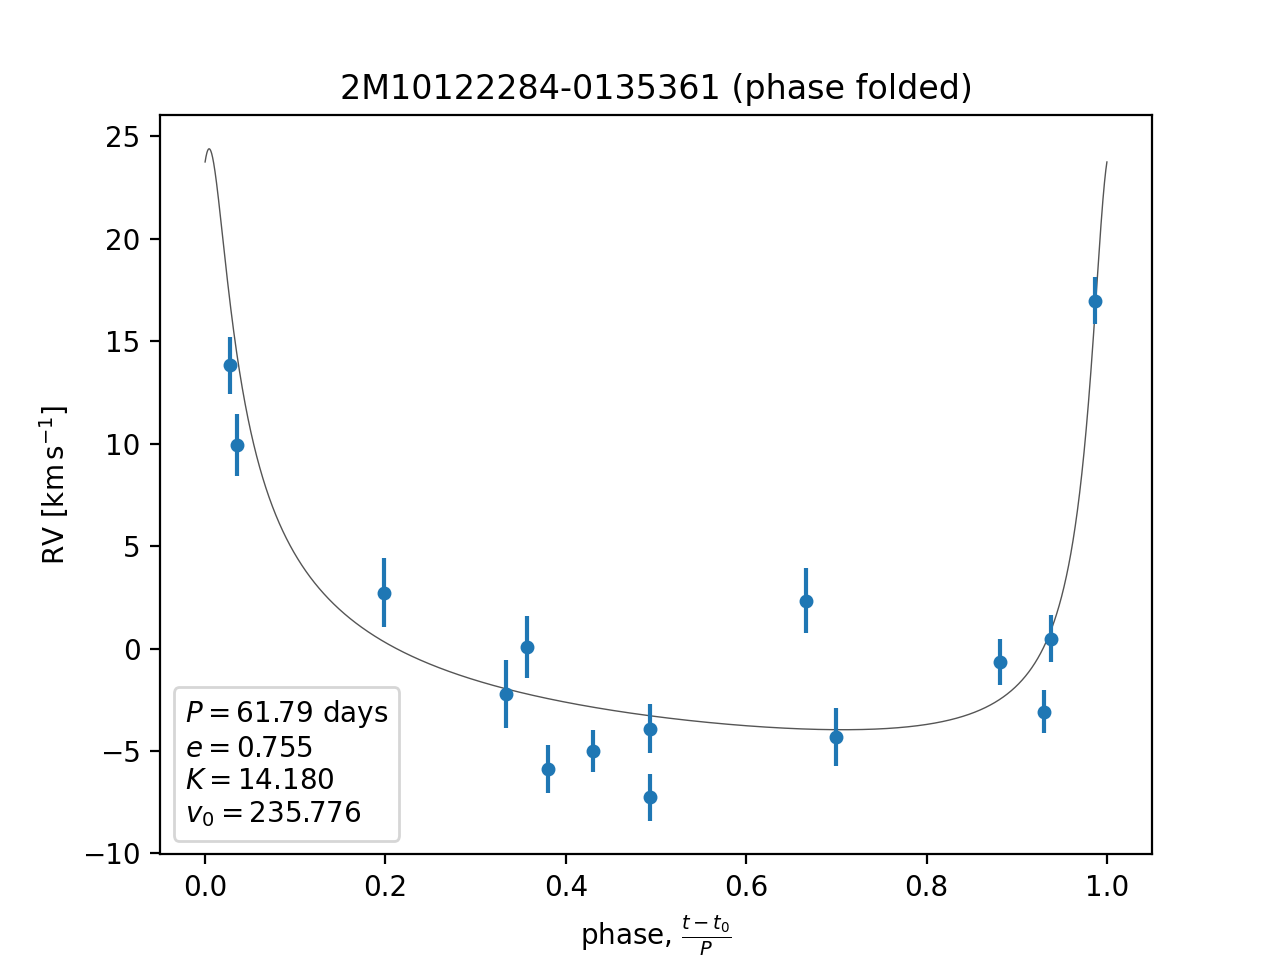 2M10122284-0135361 (phase folded)
25
20
15
10
5
0
−5
−10
RV [km s⁻¹]
P = 61.79 days
e = 0.755
K = 14.180
v₀ = 235.776
0.0 0.2 0.4 0.6 0.8 1.0
phase, (t − t₀)/P